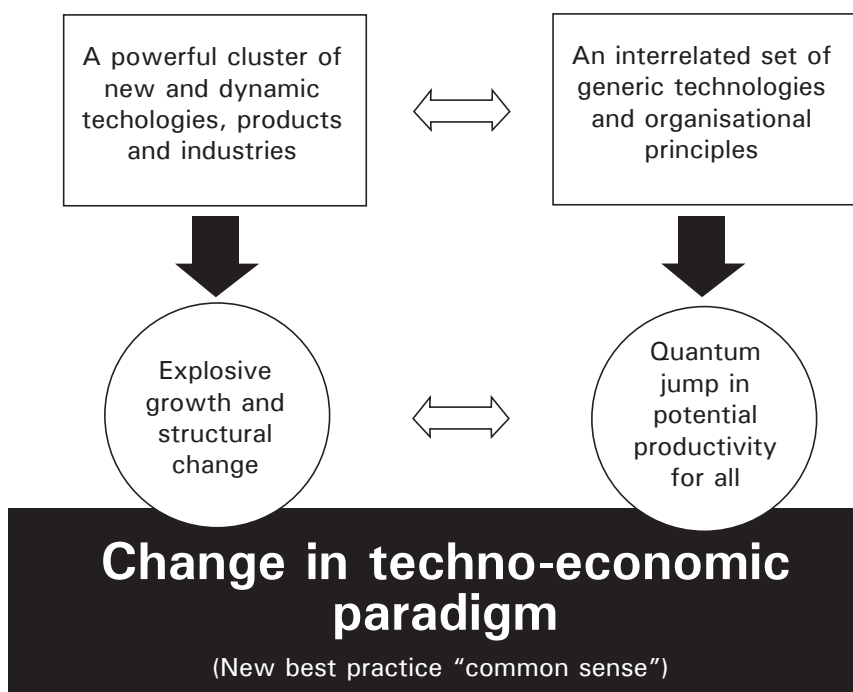 A powerful cluster of
new and dynamic
techologies, products
and industries
An interrelated set of
generic technologies
and organisational
principles
Explosive
growth and
structural
change
Quantum
jump in
potential
productivity
for all
Change in techno-economic
paradigm
(New best practice “common sense”)